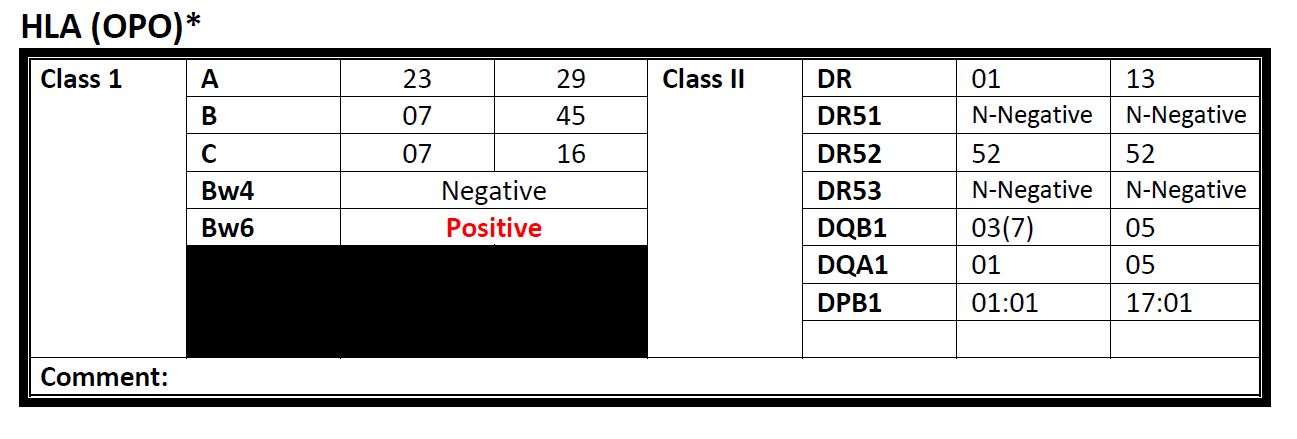 HLA (OPO)*
Class 1 A 23 29 Class II DR 01 13
B 07 45 DR51 N-Negative N-Negative
C 07 16 DR52 52 52
Bw4 Negative DR53 N-Negative N-Negative
Bw6 Positive DQB1 03(7) 05
DQA1 01 05
DPB1 01:01 17:01
Comment: